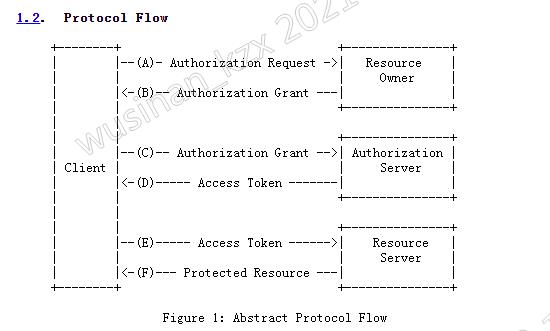 1.2. Protocol Flow
+--------+                               +---------------+
|        |--(A)- Authorization Request ->|   Resource    |
|        |                               |     Owner     |
|        |<-(B)-- Authorization Grant ---|               |
|        |                               +---------------+
|        |
|        |                               +---------------+
|        |--(C)-- Authorization Grant -->| Authorization |
| Client |                               |     Server    |
|        |<-(D)----- Access Token -------|               |
|        |                               +---------------+
|        |
|        |                               +---------------+
|        |--(E)----- Access Token ------>|    Resource   |
|        |                               |     Server    |
|        |<-(F)--- Protected Resource ---|               |
+--------+                               +---------------+
Figure 1: Abstract Protocol Flow
wusinan_kzx 2021